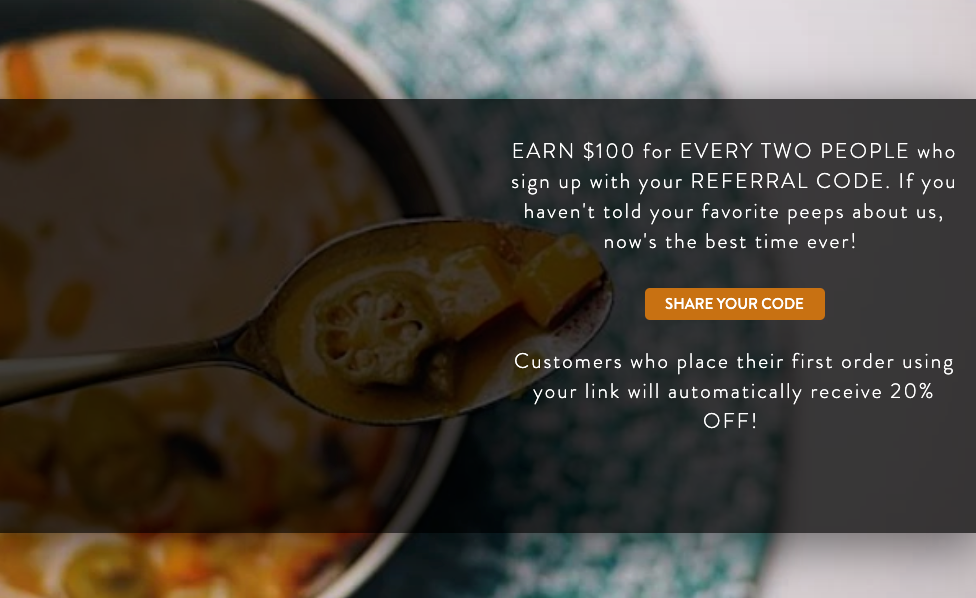 EARN $100 for EVERY TWO PEOPLE who
sign up with your REFERRAL CODE. If you
haven't told your favorite peeps about us,
now's the best time ever!
SHARE YOUR CODE
Customers who place their first order using
your link will automatically receive 20%
OFF!